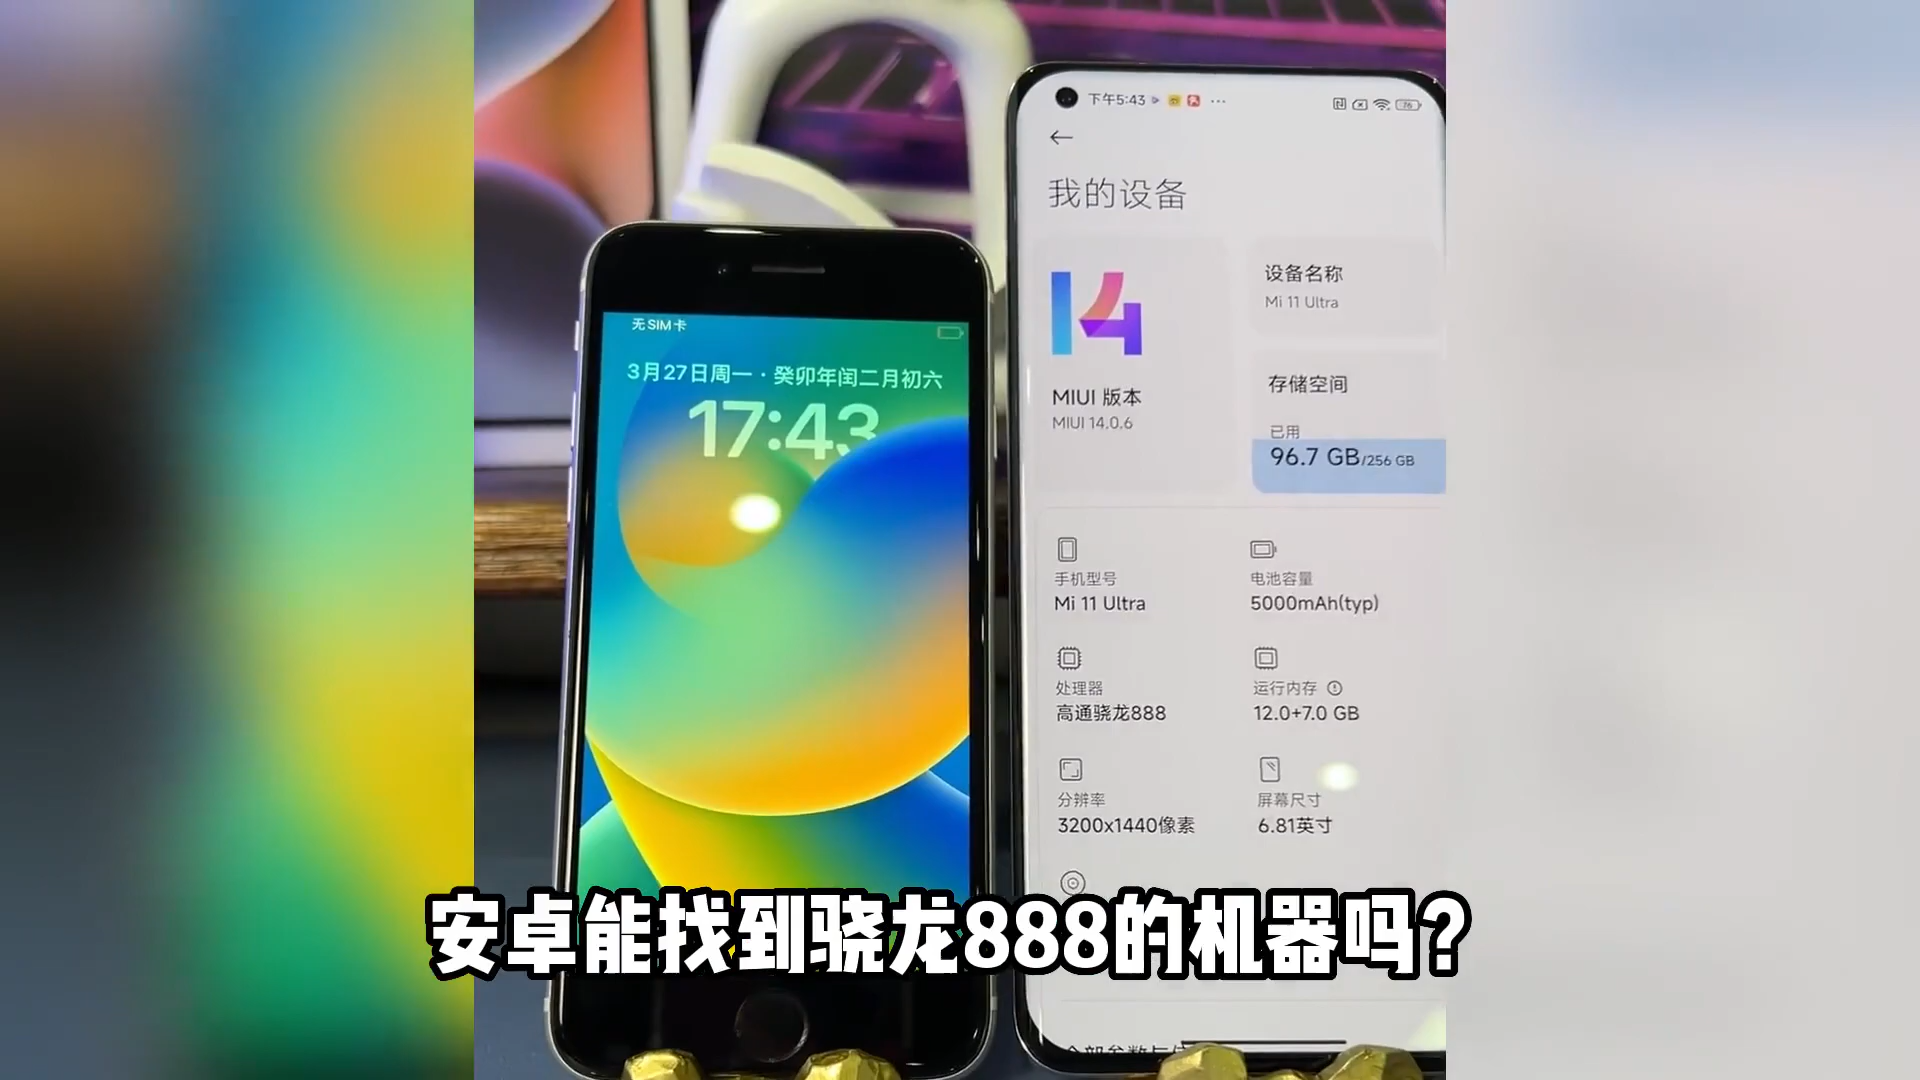 无SIM卡
3月27日周一·癸卯年闰二月初六
17:43
下午5:43
76
我的设备
14
MIUI 版本
MIUI 14.0.6
设备名称
Mi 11 Ultra
存储空间
已用
96.7 GB/256 GB
手机型号
Mi 11 Ultra
电池容量
5000mAh(typ)
处理器
高通骁龙888
运行内存
12.0+7.0 GB
分辨率
3200x1440像素
屏幕尺寸
6.81英寸
安卓能找到骁龙888的机器吗?